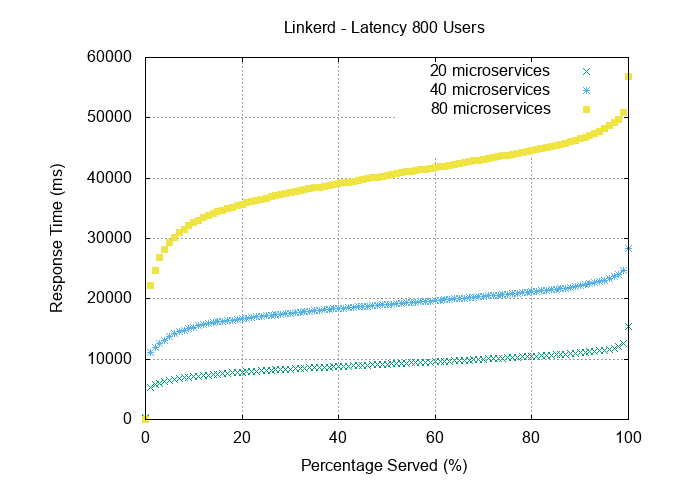 Linkerd - Latency 800 Users
60000
50000
40000
30000
20000
10000
0
Response Time (ms)
20 microservices
40 microservices
80 microservices
0 20 40 60 80 100
Percentage Served (%)